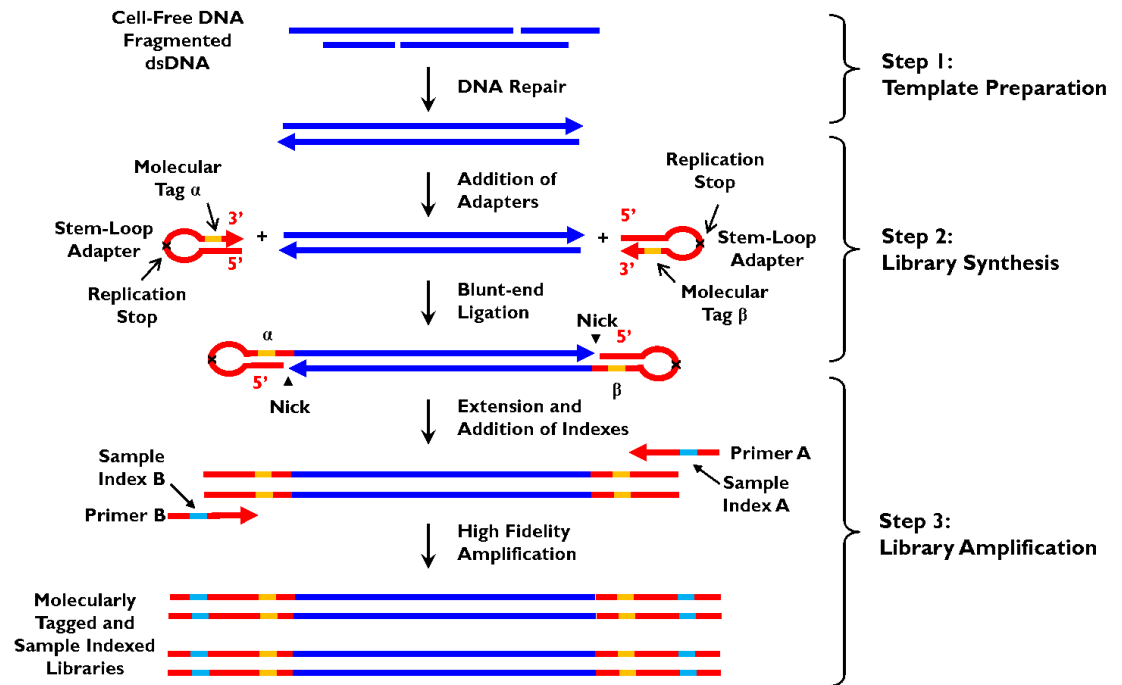 Cell-Free DNA
Fragmented
dsDNA
Step 1:
Template Preparation
DNA Repair
Molecular
Tag α
Replication
Stop
Addition of
Adapters
3’
5’
Stem-Loop
Adapter
+
+
Stem-Loop
Adapter
5’
3’
Step 2:
Library Synthesis
Replication
Stop
Blunt-end
Ligation
Molecular
Tag β
Nick
α
5’
5’
Nick
β
Extension and
Addition of Indexes
Sample
Index B
Primer A
Sample
Index A
Primer B
Step 3:
Library Amplification
High Fidelity
Amplification
Molecularly
Tagged and
Sample Indexed
Libraries